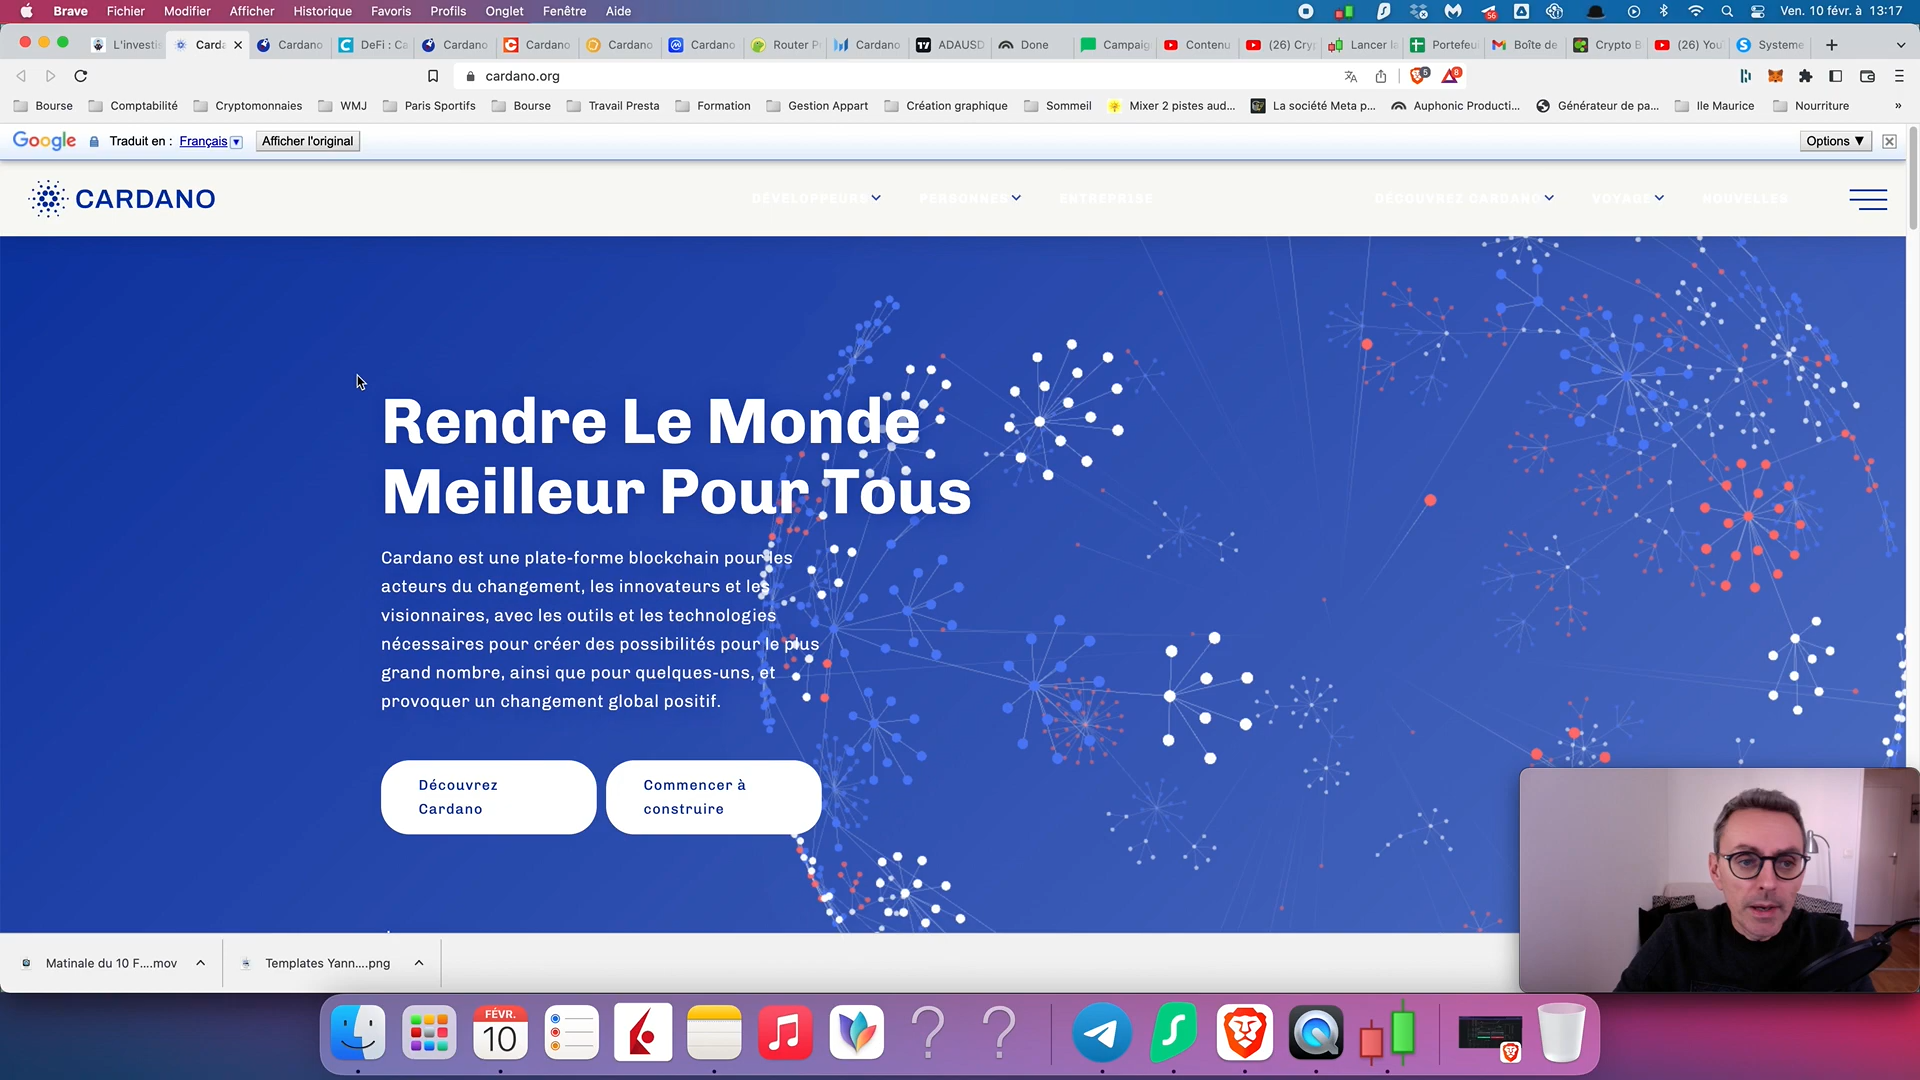 Brave Fichier Modifier Afficher Historique Favoris Profils Onglet Fenêtre Aide
56
Ven. 10 févr. à 13:17
L'investi Carda Cardano DeFi : Ca Cardano Cardano Cardano Cardano Router P Cardano ADAUSD Done Campaig Contenu (26) Cry Lancer la Portefeu Boîte de Crypto B (26) You Systeme
cardano.org
5
8
Bourse Comptabilité Cryptomonnaies WMJ Paris Sportifs Bourse Travail Presta Formation Gestion Appart Création graphique Sommeil Mixer 2 pistes aud... La société Meta p... Auphonic Producti... Générateur de pa... Ile Maurice Nourriture »
Google Traduit en : Français Afficher l'original Options ▼
CARDANO
DÉVELOPPEURS PERSONNES ENTREPRISE DÉCOUVREZ CARDANO VOYAGE NOUVELLES
Rendre Le Monde
Meilleur Pour Tous
Cardano est une plate-forme blockchain pour les
acteurs du changement, les innovateurs et les
visionnaires, avec les outils et les technologies
nécessaires pour créer des possibilités pour le plus
grand nombre, ainsi que pour quelques-uns, et
provoquer un changement global positif.
Découvrez
Cardano
Commencer à
construire
Matinale du 10 F....mov
Templates Yann....png
FÉVR.
10